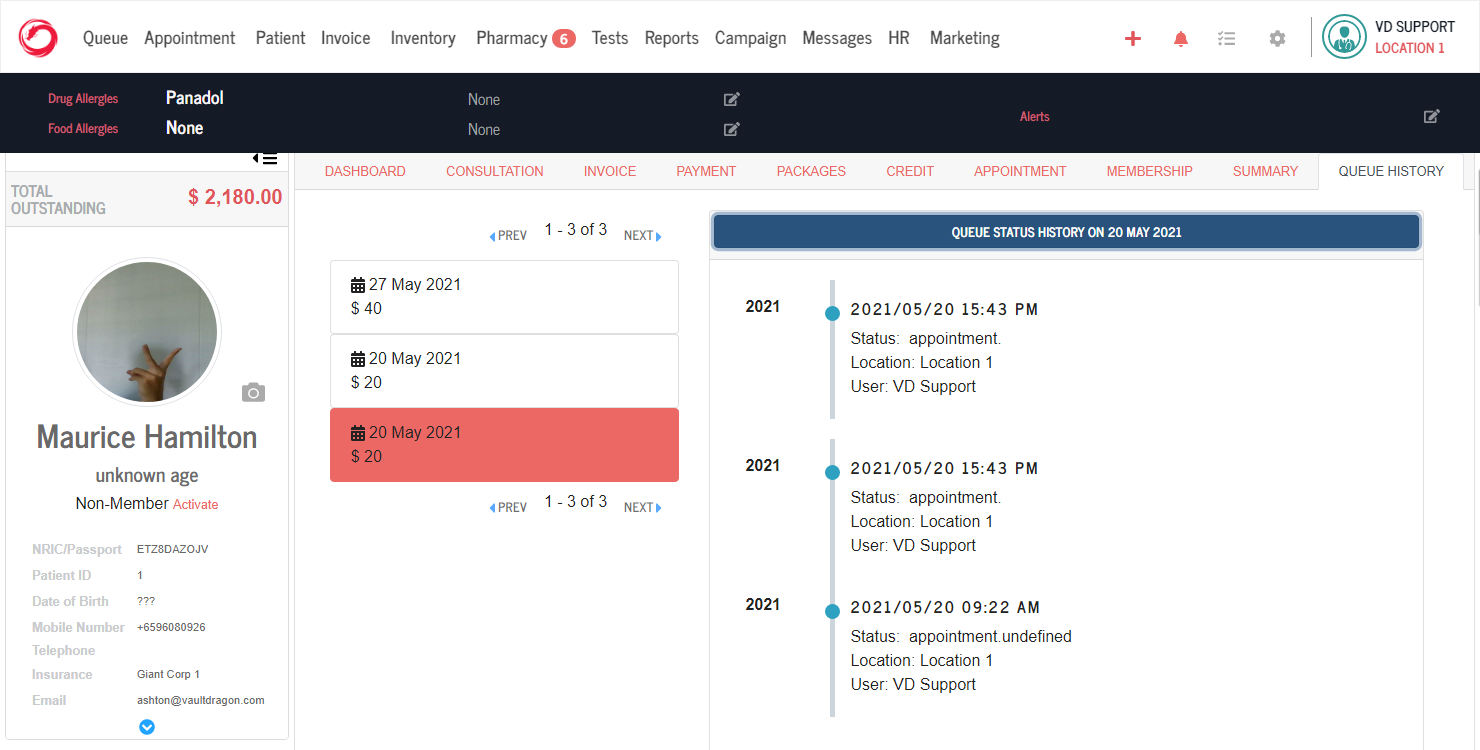 Queue Appointment Patient Invoice Inventory Pharmacy 6 Tests Reports Campaign Messages HR Marketing
VD SUPPORT
LOCATION 1
Drug Allergies Panadol None
Food Allergies None None
Alerts
DASHBOARD CONSULTATION INVOICE PAYMENT PACKAGES CREDIT APPOINTMENT MEMBERSHIP SUMMARY QUEUE HISTORY
TOTAL
OUTSTANDING
$ 2,180.00
Maurice Hamilton
unknown age
Non-Member Activate
NRIC/Passport ETZ8DAZOJV
Patient ID 1
Date of Birth ???
Mobile Number +6596080926
Telephone
Insurance Giant Corp 1
Email ashton@vaultdragon.com
PREV 1 - 3 of 3 NEXT
27 May 2021
$ 40
20 May 2021
$ 20
20 May 2021
$ 20
PREV 1 - 3 of 3 NEXT
QUEUE STATUS HISTORY ON 20 MAY 2021
2021
2021/05/20 15:43 PM
Status: appointment.
Location: Location 1
User: VD Support
2021
2021/05/20 15:43 PM
Status: appointment.
Location: Location 1
User: VD Support
2021
2021/05/20 09:22 AM
Status: appointment.undefined
Location: Location 1
User: VD Support